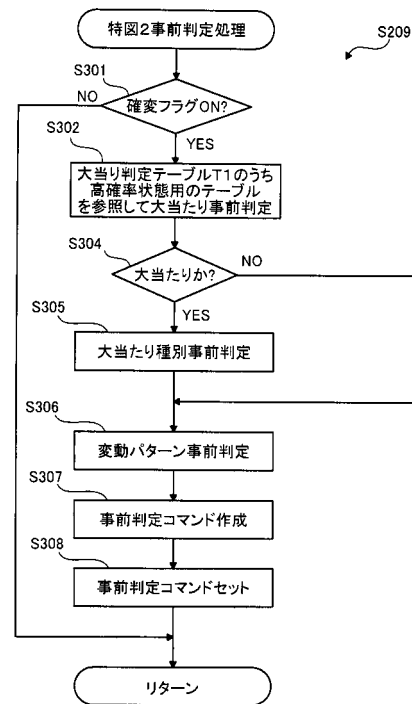 特図2事前判定処理
S209
S301
確変フラグON?
NO
YES
S302
大当り判定テーブルT1のうち
高確率状態用のテーブル
を参照して大当たり事前判定
S304
大当たりか?
NO
YES
S305
大当たり種別事前判定
S306
変動パターン事前判定
S307
事前判定コマンド作成
S308
事前判定コマンドセット
リターン